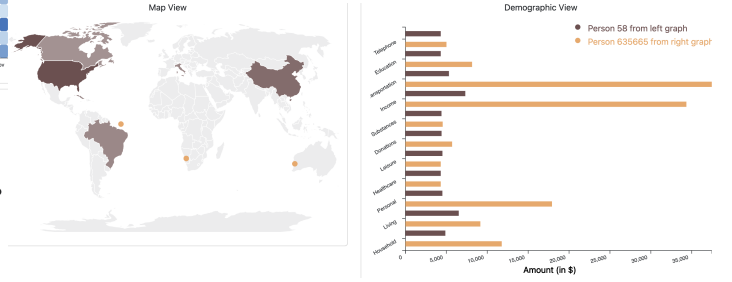 Map View
Demographic View
Person 58 from left graph
Person 635665 from right graph
Telephone
Education
ansportation
Income
Substances
Donations
Leisure
Healthcare
Personal
Living
Household
0
5,000
10,000
15,000
20,000
25,000
30,000
35,000
Amount (in $)